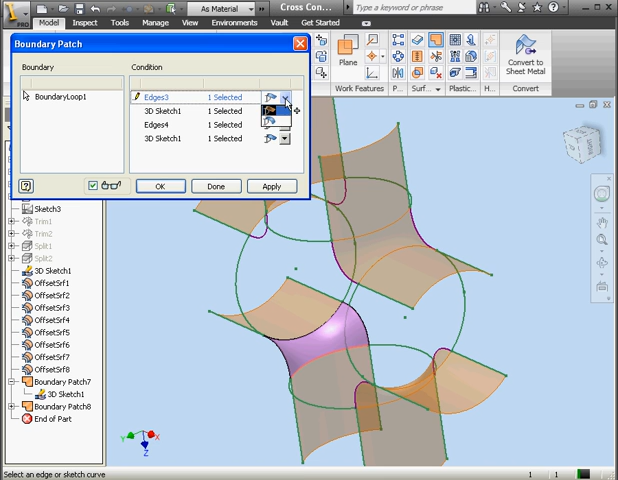 PRO
As Material
Cross Con...
Type a keyword or phrase
Model
Inspect
Tools
Manage
View
Environments
Vault
Get Started
Boundary Patch
Boundary
Condition
BoundaryLoop1
Edges3 1 Selected
3D Sketch1 1 Selected
Edges4 1 Selected
3D Sketch1 1 Selected
OK
Done
Apply
Plane
Convert to
Sheet Metal
Work Features
P...
Surf...
Plastic...
H...
Convert
Sketch3
Trim1
Trim2
Split1
Split2
3D Sketch1
OffsetSrf1
OffsetSrf2
OffsetSrf3
OffsetSrf4
OffsetSrf5
OffsetSrf6
OffsetSrf7
OffsetSrf8
Boundary Patch7
3D Sketch1
Boundary Patch8
End of Part
Y
X
Z
Select an edge or sketch curve
1
1